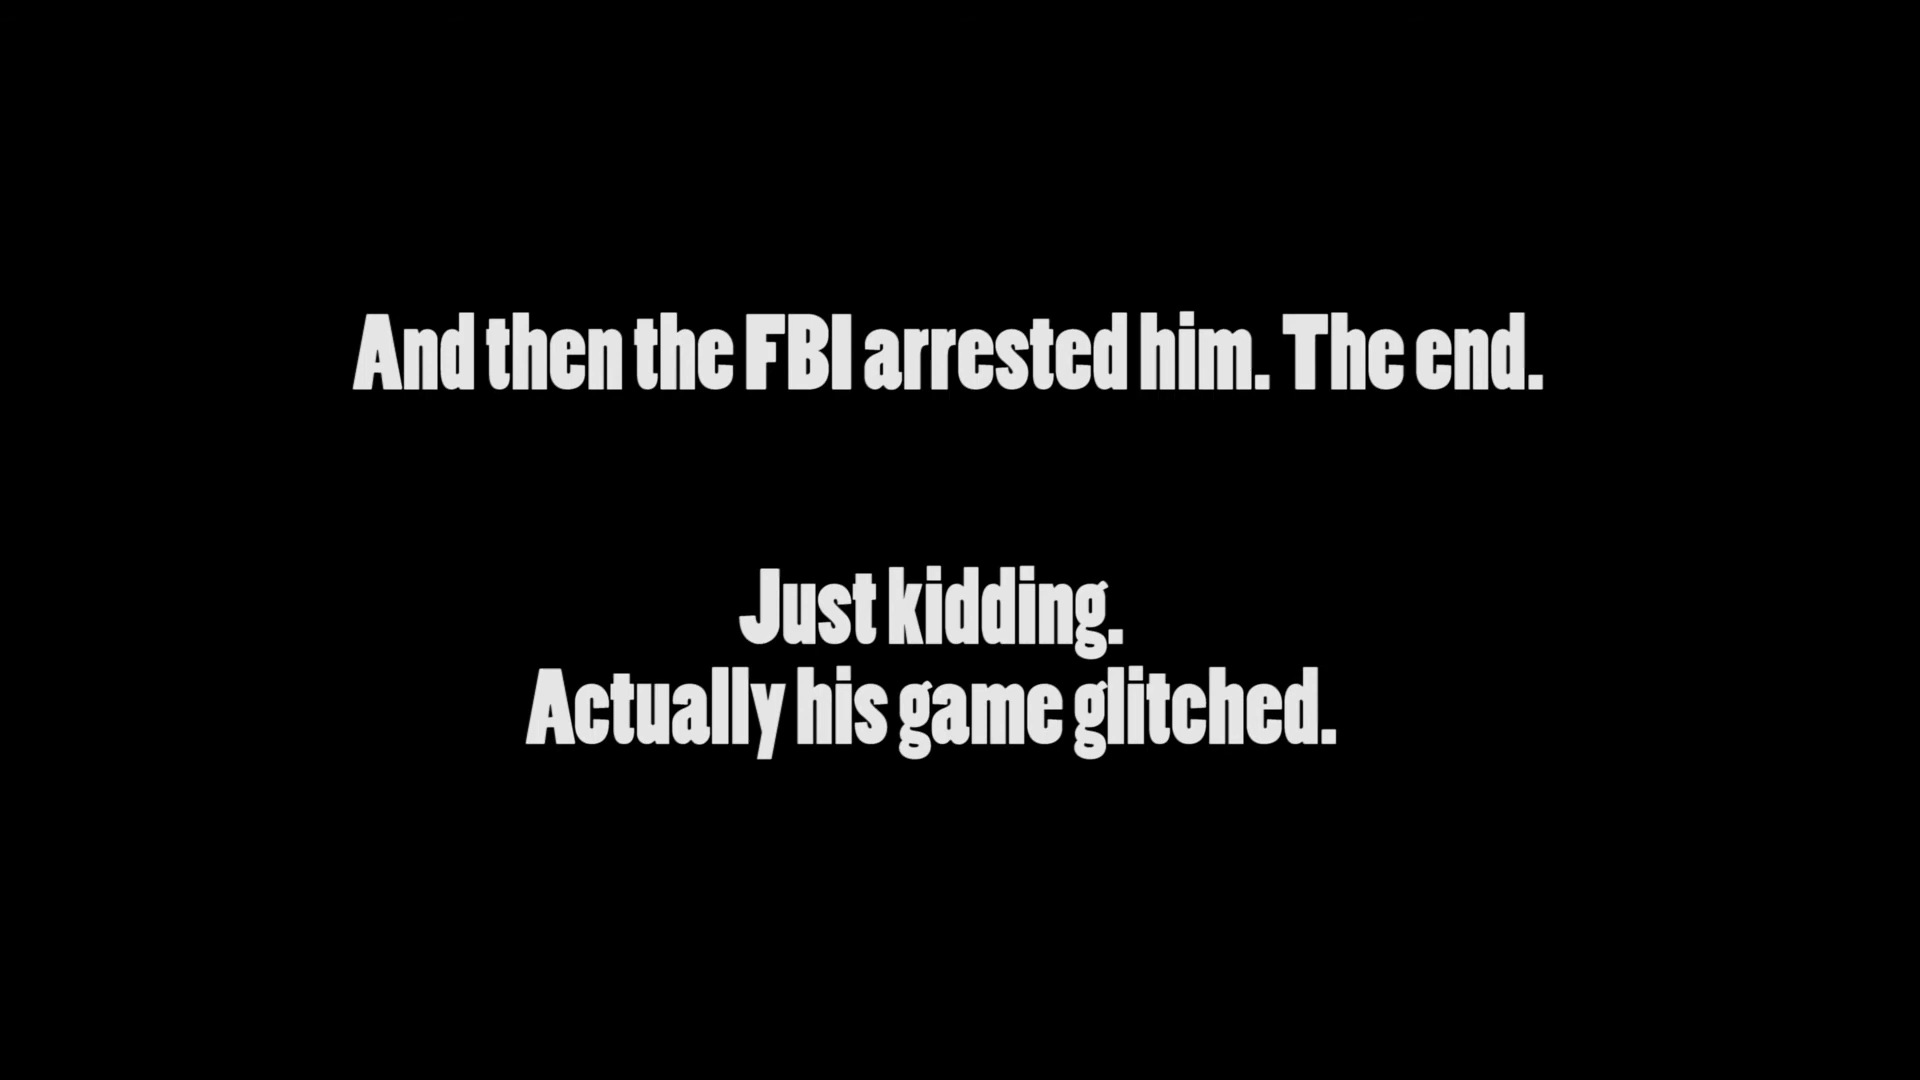 And then the FBI arrested him. The end.
Just kidding.
Actually his game glitched.